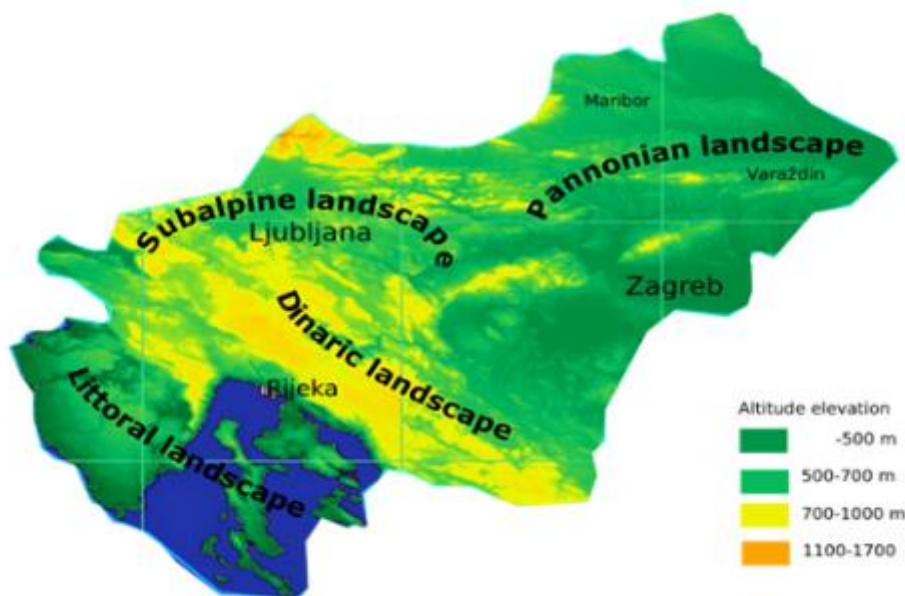 Maribor
Pannonian landscape
Varaždin
Subalpine landscape
Ljubljana
Zagreb
Dinaric landscape
Rijeka
Littoral landscape
Altitude elevation
-500 m
500-700 m
700-1000 m
1100-1700